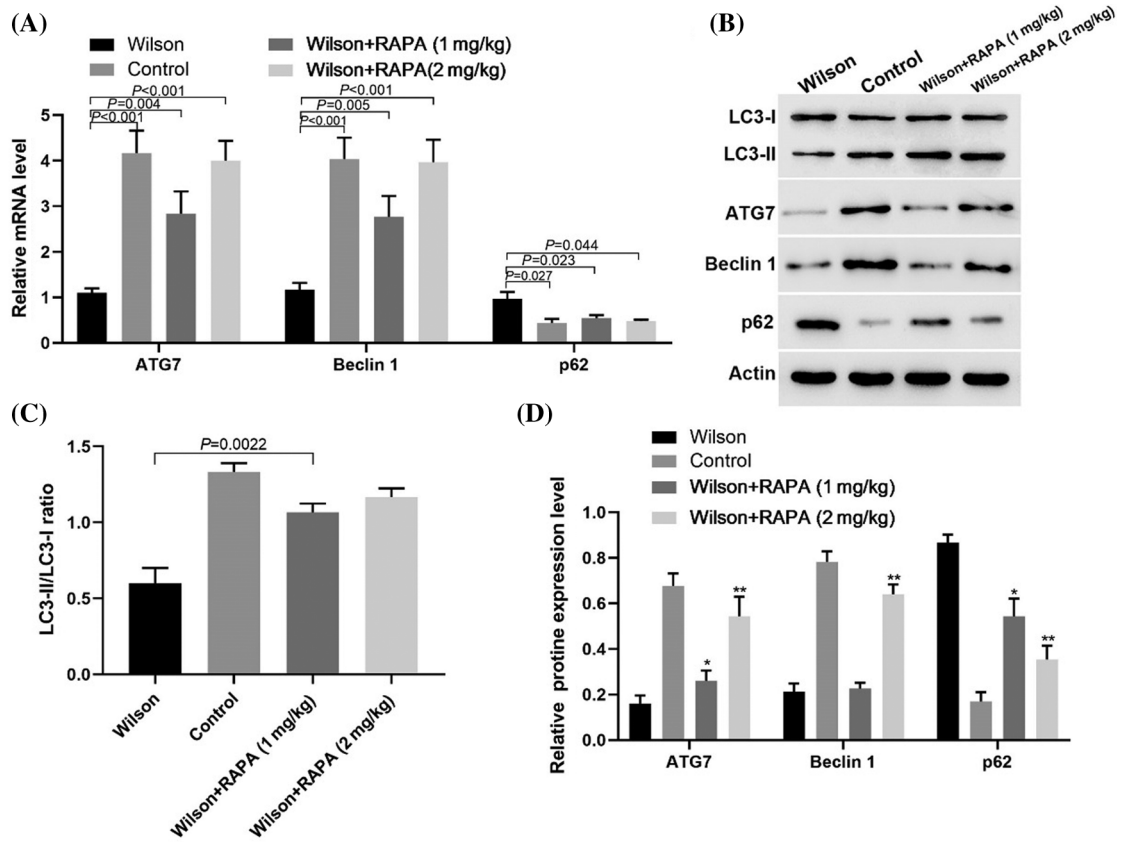 (A)
Wilson
Control
Wilson+RAPA (1 mg/kg)
Wilson+RAPA(2 mg/kg)
P<0.001
P=0.004
P<0.001
P<0.001
P=0.005
P<0.001
P=0.044
P=0.023
P=0.027
Relative mRNA level
5
4
3
2
1
0
ATG7
Beclin 1
p62
(B)
Wilson
Control
Wilson+RAPA (1 mg/kg)
Wilson+RAPA (2 mg/kg)
LC3-I
LC3-II
ATG7
Beclin 1
p62
Actin
(C)
P=0.0022
LC3-II/LC3-I ratio
1.5
1.0
0.5
0.0
Wilson
Control
Wilson+RAPA (1 mg/kg)
Wilson+RAPA (2 mg/kg)
(D)
Wilson
Control
Wilson+RAPA (1 mg/kg)
Wilson+RAPA (2 mg/kg)
Relative protine expression level
1.0
0.8
0.6
0.4
0.2
0.0
*
**
**
*
**
ATG7
Beclin 1
p62